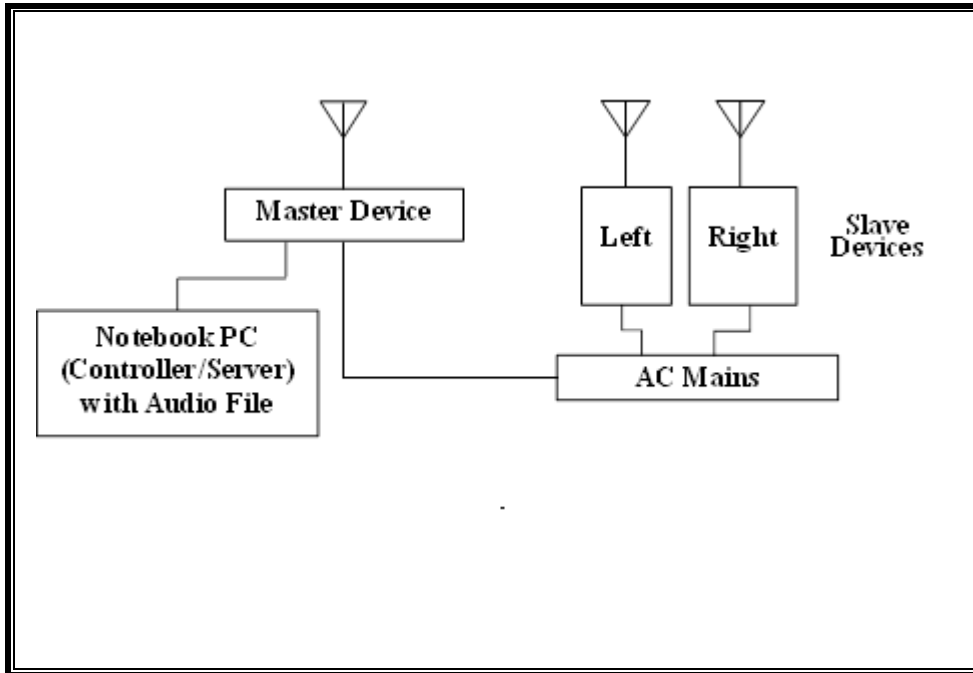 Master Device
Left
Right
Slave
Devices
Notebook PC
(Controller/Server)
with Audio File
AC Mains